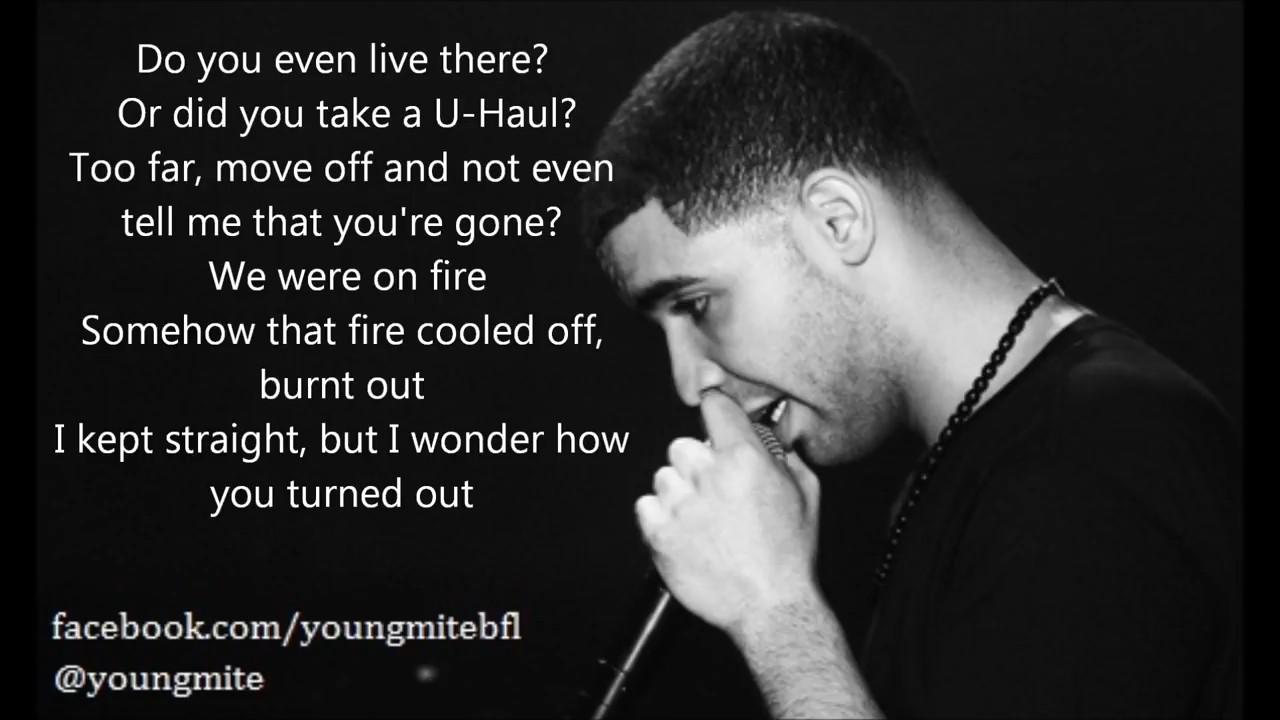 Do you even live there?
Or did you take a U-Haul?
Too far, move off and not even
tell me that you're gone?
We were on fire
Somehow that fire cooled off,
burnt out
I kept straight, but I wonder how
you turned out
facebook.com/youngmitebfl
@youngmite